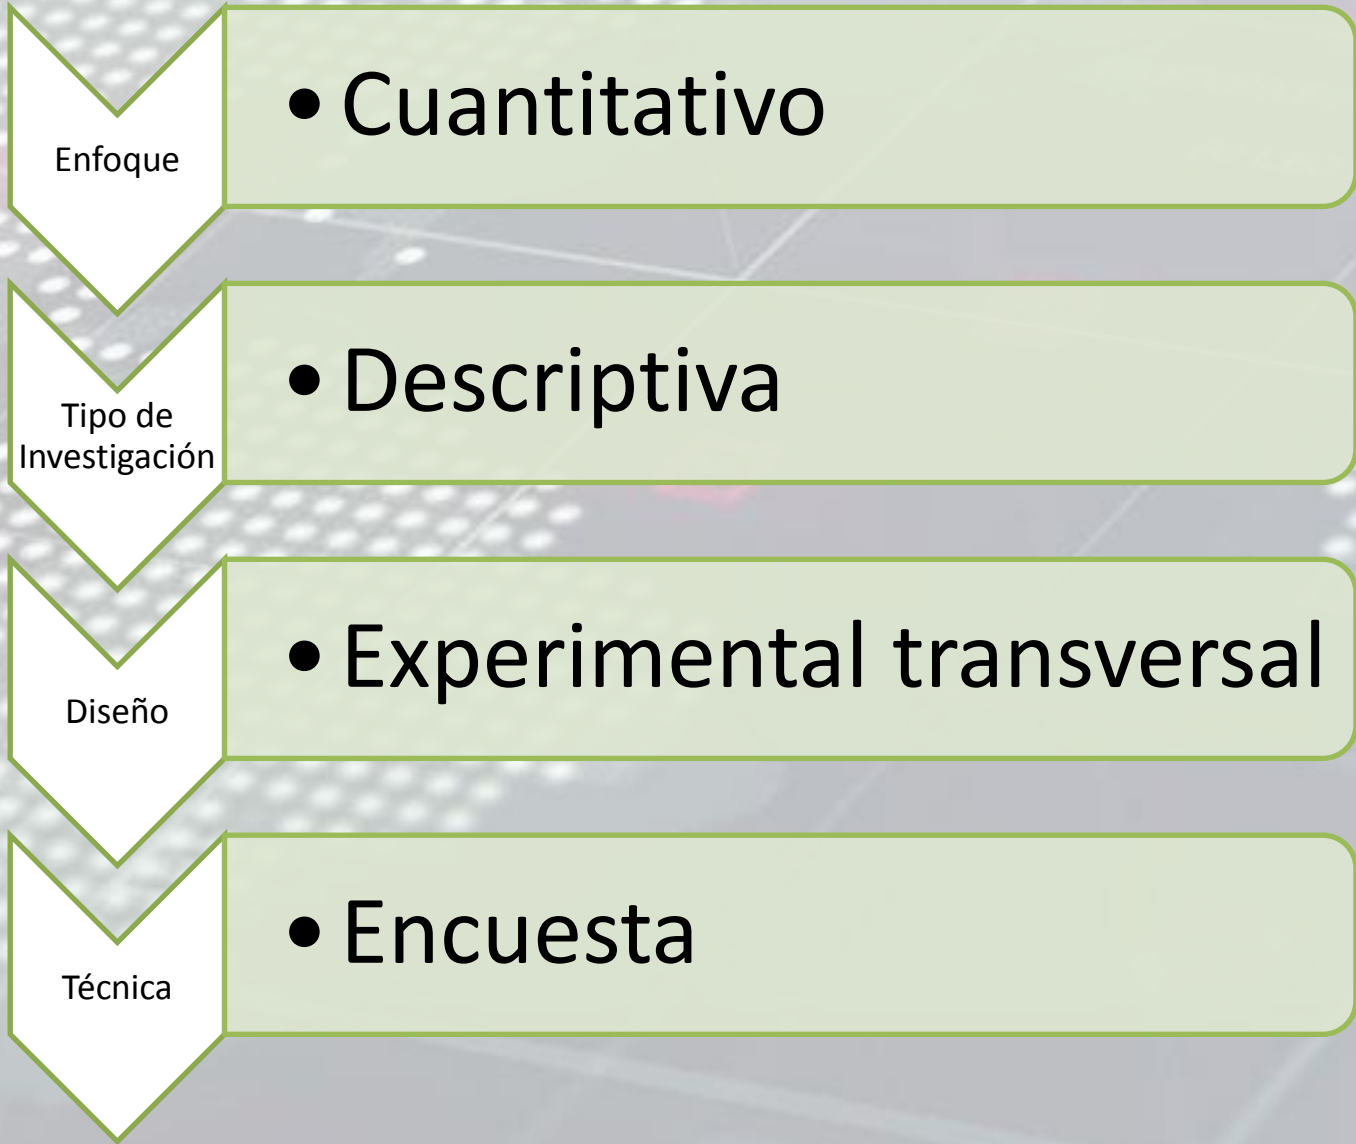 Enfoque
• Cuantitativo
Tipo de
Investigación
• Descriptiva
Diseño
• Experimental transversal
Técnica
• Encuesta